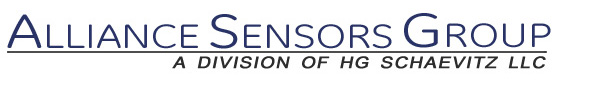 ALLIANCE SENSORS GROUP
A DIVISION OF HG SCHAEVITZ LLC